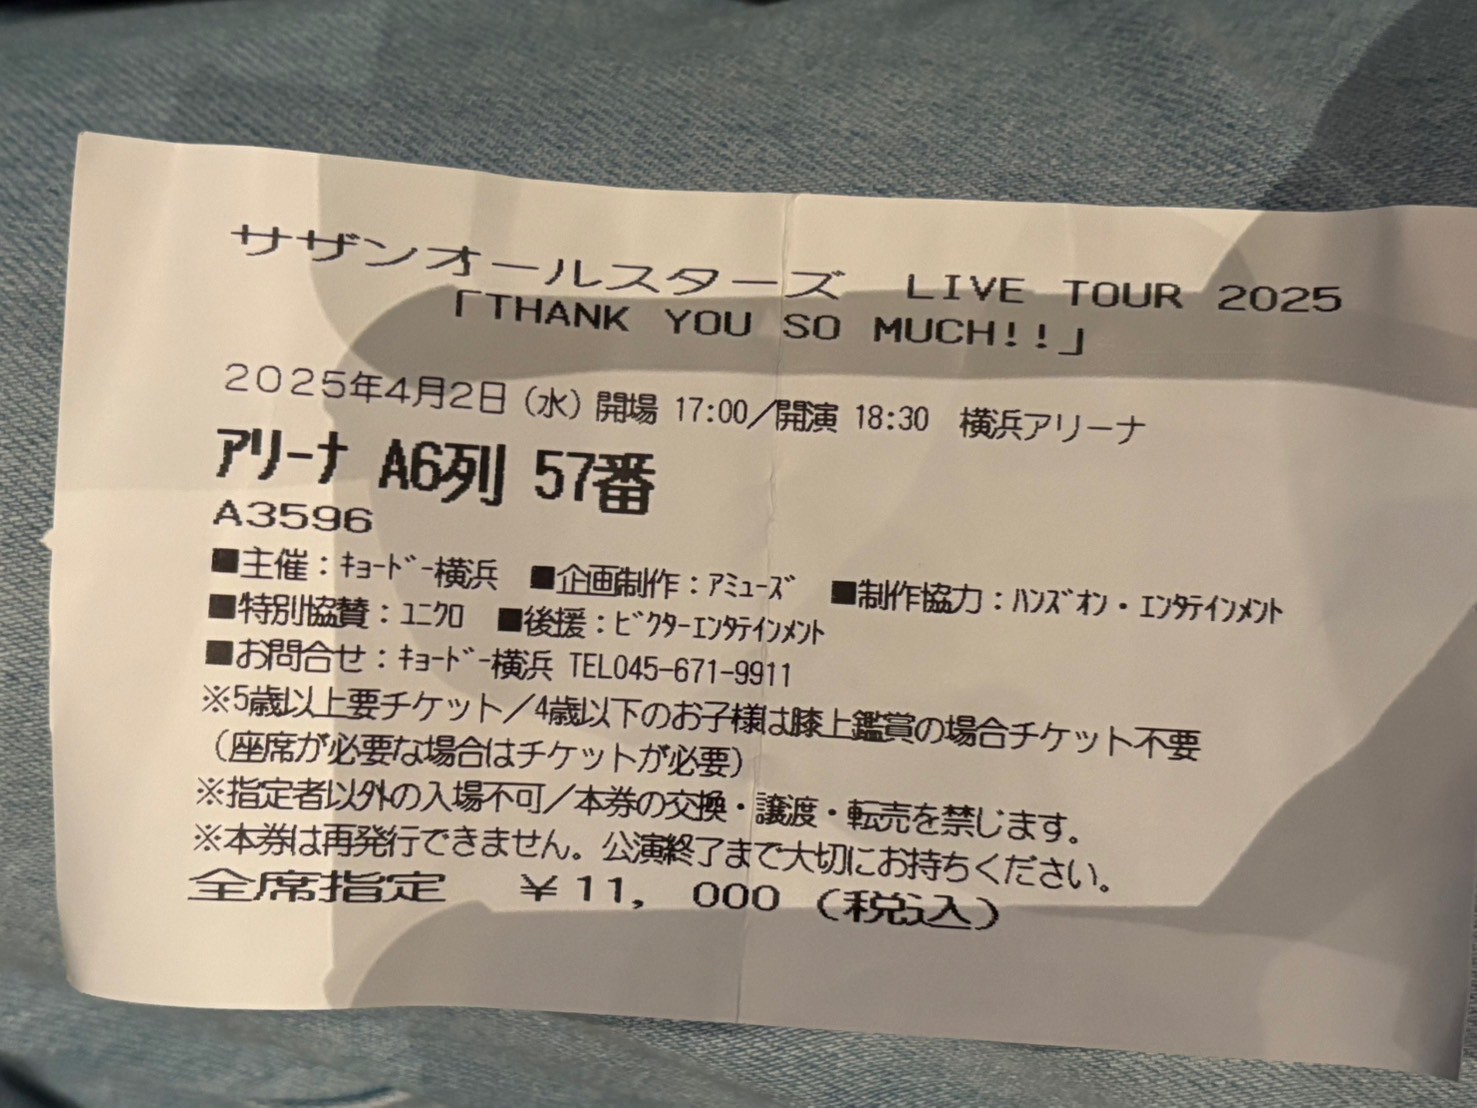 サザンオールスターズ　LIVE TOUR 2025
「THANK YOU SO MUCH!!」
2025年4月2日（水）開場 17:00／開演 18:30　横浜アリーナ
アリーナ A6列 57番
A3596
■主催：ｷｮｰﾄﾞｰ横浜　■企画制作：ｱﾐｭｰｽﾞ　■制作協力：ﾊﾝｽﾞｵﾝ・ｴﾝﾀﾃｲﾝﾒﾝﾄ
■特別協賛：ﾕﾆｸﾛ　■後援：ﾋﾞｸﾀｰｴﾝﾀﾃｲﾝﾒﾝﾄ
■お問合せ：ｷｮｰﾄﾞｰ横浜 TEL045-671-9911
※5歳以上要チケット／4歳以下のお子様は膝上鑑賞の場合チケット不要
（座席が必要な場合はチケットが必要）
※指定者以外の入場不可／本券の交換・譲渡・転売を禁じます。
※本券は再発行できません。公演終了まで大切にお持ちください。
全席指定　￥11，000（税込）